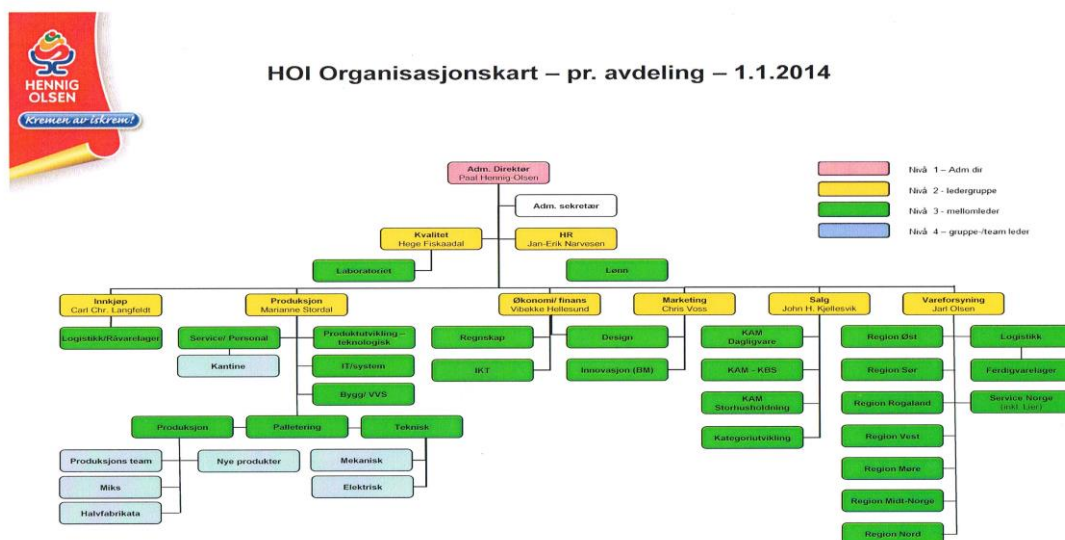 HENNIG
OLSEN
Kremen av iskrem!
HOI Organisasjonskart – pr. avdeling – 1.1.2014
Nivå 1 – Adm dir
Nivå 2 - ledergruppe
Nivå 3 - mellomleder
Nivå 4 – gruppe-/team leder
Adm. Direktør
Paal Hennig-Olsen
Adm. sekretær
Kvalitet
Hege Fiskaadal
HR
Jan-Erik Narvesen
Laboratoriet
Lønn
Innkjøp
Carl Chr. Langfeldt
Produksjon
Marianne Stordal
Økonomi/ finans
Vibekke Hellesund
Marketing
Chris Voss
Salg
John H. Kjellesvik
Vareforsyning
Jarl Olsen
Logistikk/Råvarelager
Service/ Personal
Kantine
Produktutvikling –
teknologisk
IT/system
Bygg/ VVS
Regnskap
IKT
Design
Innovasjon (BM)
KAM
Dagligvare
KAM - KBS
KAM
Storhusholdning
Kategoriutvikling
Region Øst
Region Sør
Region Rogaland
Region Vest
Region Møre
Region Midt-Norge
Region Nord
Logistikk
Ferdigvarelager
Service Norge
(inkl. Lier)
Produksjon
Palletering
Teknisk
Produksjons team
Miks
Halvfabrikata
Nye produkter
Mekanisk
Elektrisk